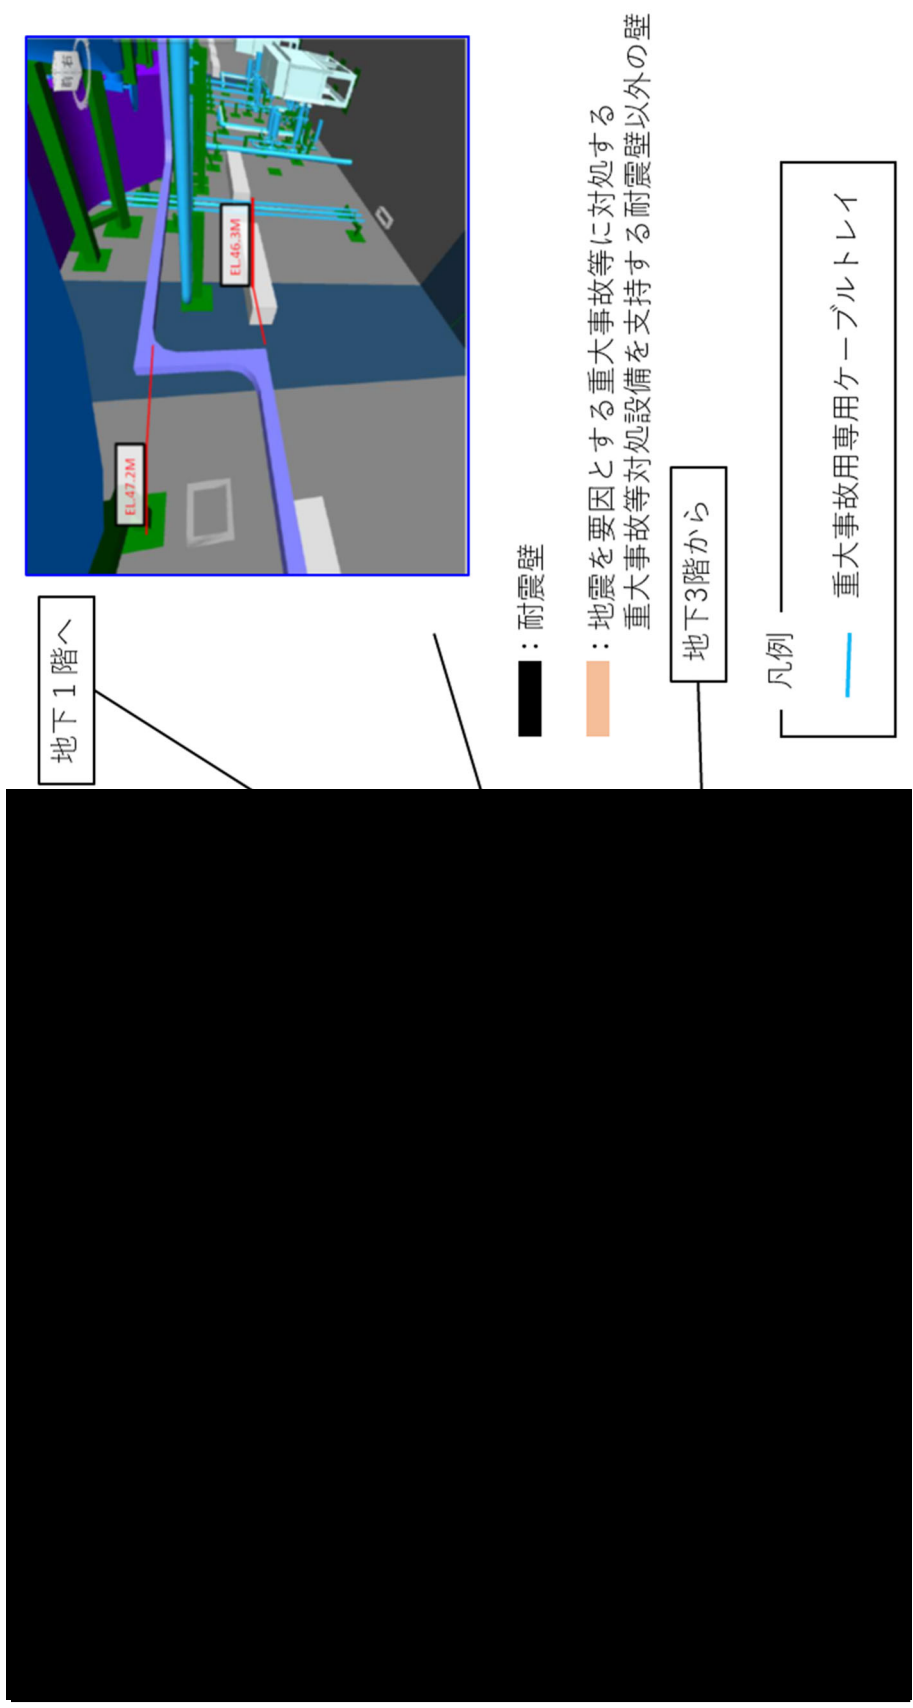 地下１階へ
EL.47.2M
EL.46.3M
：耐震壁
：地震を要因とする重大事故等に対処する
重大事故等対処設備を支持する耐震壁以外の壁
地下3階から
凡例
重大事故用専用ケーブルトレイ